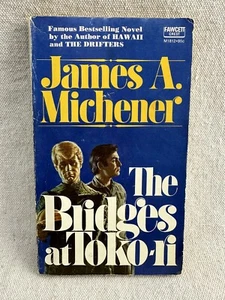 Famous Bestselling Novel
by the Author of HAWAII
and THE DRIFTERS
FAWCETT
CREST
James A.
Michener
The
Bridges
at Toko-ri